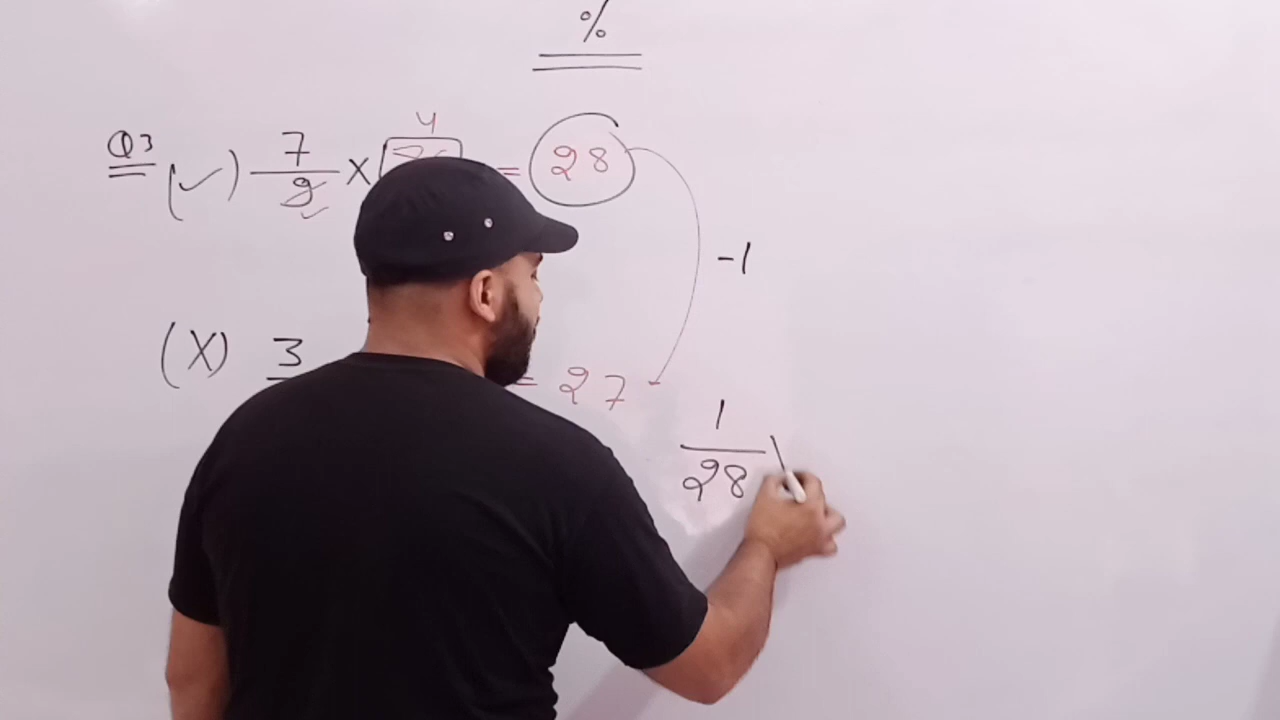 %
Q3 (✓) 7/9 × 4 = 28
-1
(X) 3 = 27
1/28